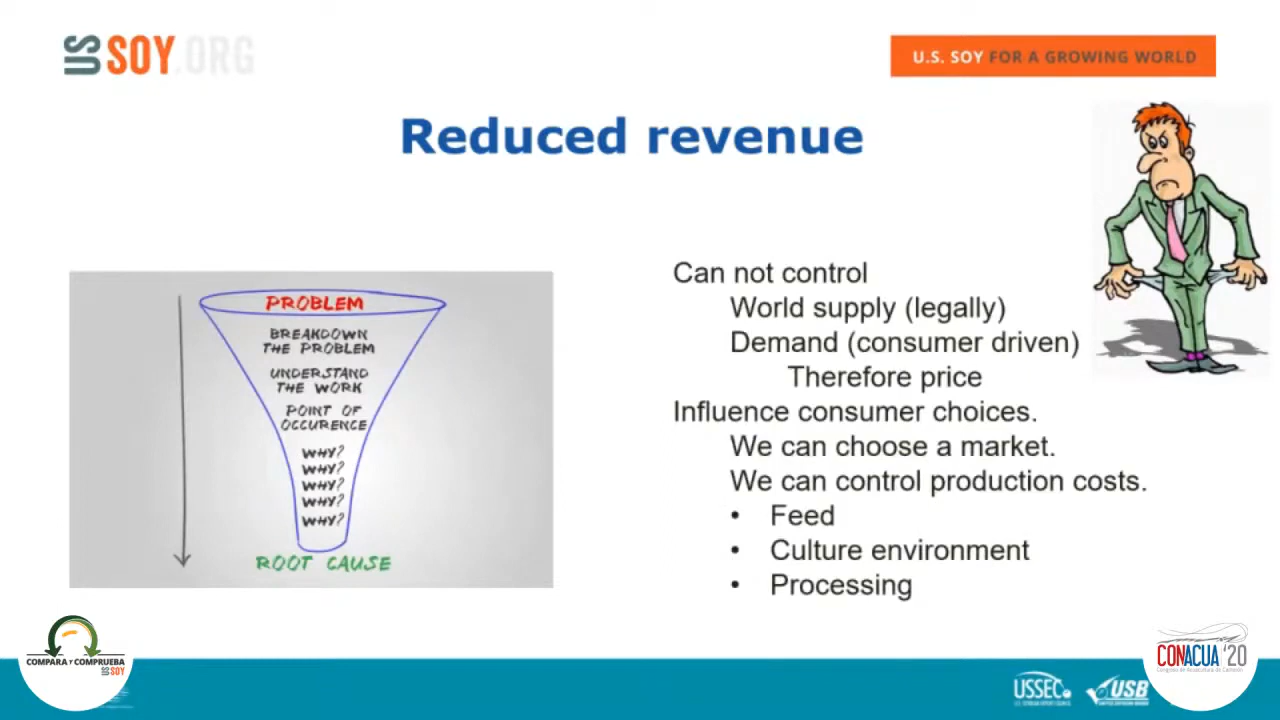 US SOY.ORG
U.S. SOY FOR A GROWING WORLD
Reduced revenue
PROBLEM
BREAKDOWN
THE PROBLEM
UNDERSTAND
THE WORK
POINT OF
OCCURENCE
WHY?
WHY?
WHY?
WHY?
WHY?
ROOT CAUSE
Can not control
World supply (legally)
Demand (consumer driven)
Therefore price
Influence consumer choices.
We can choose a market.
We can control production costs.
• Feed
• Culture environment
• Processing
COMPARA Y COMPRUEBA
US SOY
USSEC
USB
CONACUA '20